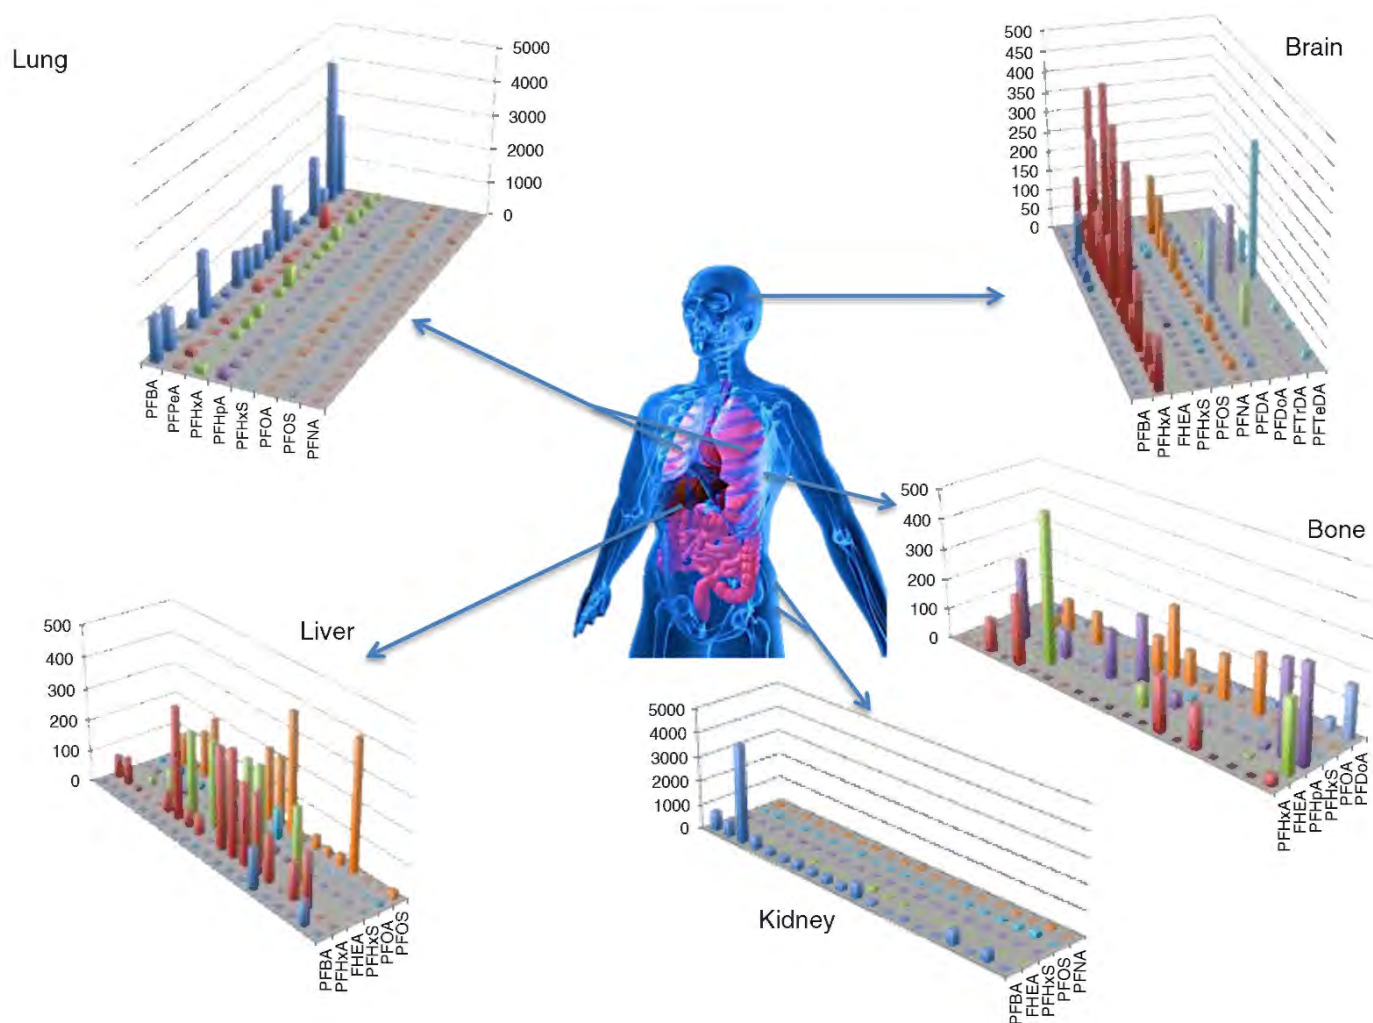 Lung
5000
4000
3000
2000
1000
0
PFBA
PFPeA
PFHxA
PFHpA
PFHxS
PFOA
PFOS
PFNA
Brain
500
450
400
350
300
250
200
150
100
50
0
PFBA
PFHxA
FHEA
PFHxS
PFOS
PFNA
PFDA
PFDoA
PFTrDA
PFTeDA
Bone
500
400
300
200
100
0
PFHxA
FHEA
PFHpA
PFHxS
PFOA
PFDoA
Liver
500
400
300
200
100
0
PFBA
PFHxA
FHEA
PFHxS
PFOA
PFOS
Kidney
5000
4000
3000
2000
1000
0
PFBA
FHEA
PFHxS
PFOS
PFNA